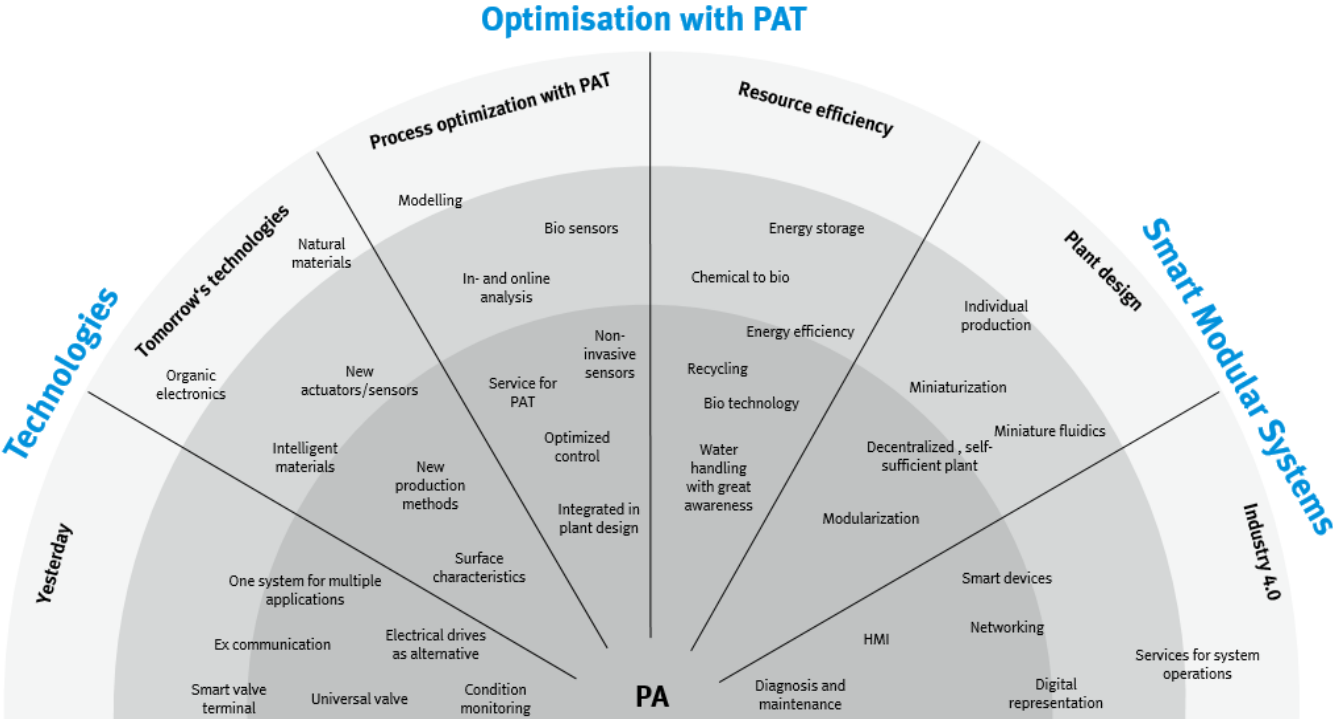 Optimisation with PAT
Technologies
Smart Modular Systems
Yesterday
One system for multiple
applications
Ex communication
Electrical drives
as alternative
Smart valve
terminal
Universal valve
Condition
monitoring
Tomorrow's technologies
Natural
materials
Organic
electronics
New
actuators/sensors
Intelligent
materials
New
production
methods
Surface
characteristics
Process optimization with PAT
Modelling
Bio sensors
In- and online
analysis
Non-
invasive
sensors
Service for
PAT
Optimized
control
Integrated in
plant design
Resource efficiency
Energy storage
Chemical to bio
Energy efficiency
Recycling
Bio technology
Water
handling
with great
awareness
Plant design
Individual
production
Miniaturization
Miniature fluidics
Decentralized , self-
sufficient plant
Modularization
Industry 4.0
Smart devices
Networking
HMI
Services for system
operations
Diagnosis and
maintenance
Digital
representation
PA